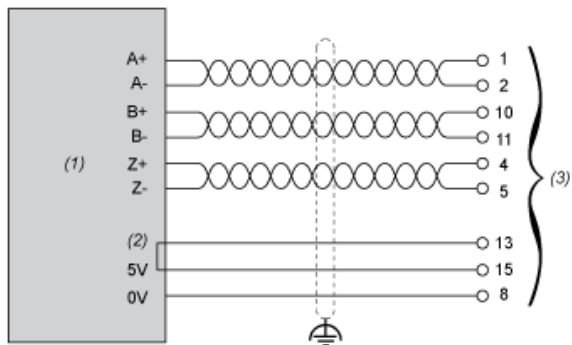 A+ 1
A- 2
B+ 10
B- 11
(1) Z+ 4 (3)
Z- 5
(2) 13
5V 15
0V 8